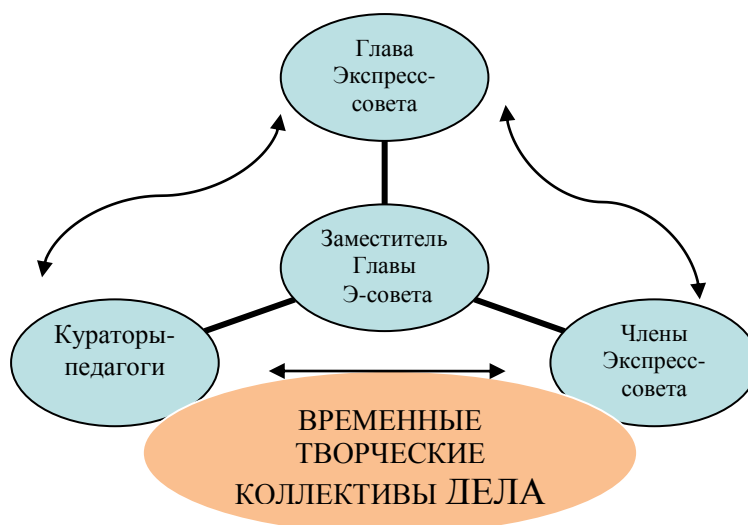 Глава
Экспресс-
совета
Заместитель
Главы
Э-совета
Кураторы-
педагоги
Члены
Экспресс-
совета
ВРЕМЕННЫЕ
ТВОРЧЕСКИЕ
КОЛЛЕКТИВЫ ДЕЛА